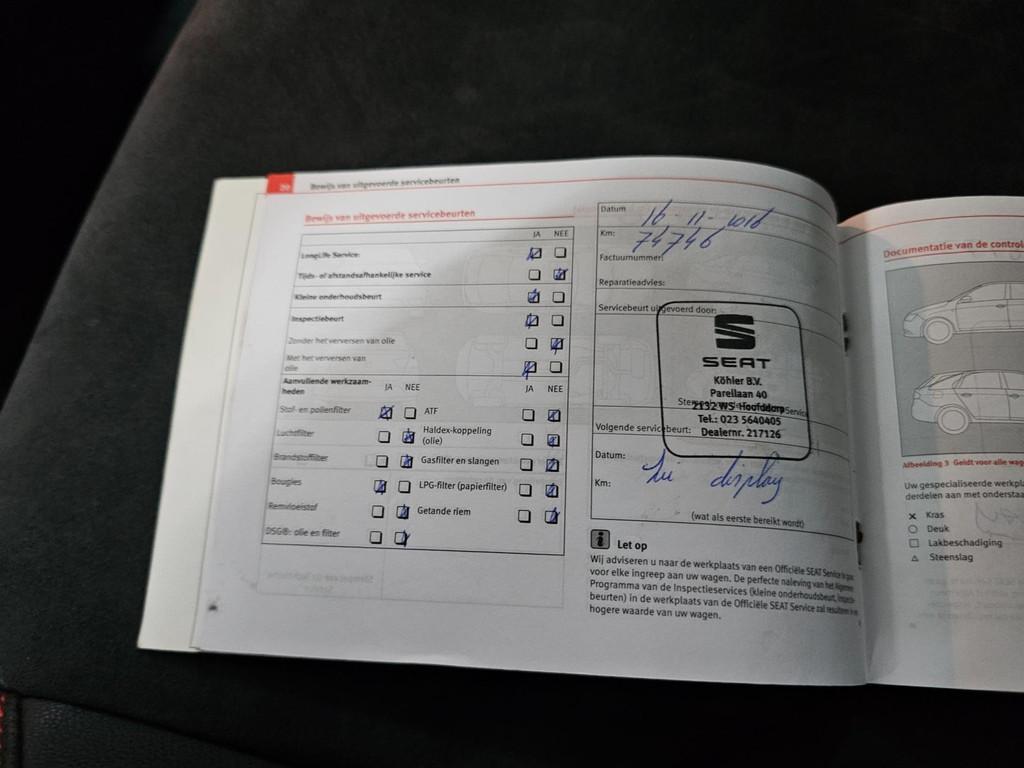 20 Bewijs van uitgevoerde servicebeurten
Bewijs van uitgevoerde servicebeurten
JA NEE
LongLife Service:
Tijds- of afstandsafhankelijke service
Kleine onderhoudsbeurt
Inspectiebeurt
Zonder het verversen van olie
Met het verversen van
olie
Aanvullende werkzaam-
heden
JA NEE
JA NEE
Stof- en pollenfilter
ATF
Luchtfilter
Haldex-koppeling
(olie)
Brandstoffilter
Gasfilter en slangen
Bougies
LPG-filter (papierfilter)
Remvloeistof
Getande riem
DSG®: olie en filter
Datum 16-11-2016
Km: 74746
Factuurnummer:
Reparatieadvies:
Servicebeurt uitgevoerd door:
SEAT
Köhler B.V.
Parellaan 40
2132 WS Hoofddorp
Tel.: 023 5640405
Dealernr. 217126
Volgende servicebeurt:
Datum:
Km:
zie display
(wat als eerste bereikt wordt)
Let op
Wij adviseren u naar de werkplaats van een Officiële SEAT Service te gaan
voor elke ingreep aan uw wagen. De perfecte naleving van het Algemeen
Programma van de Inspectieservices (kleine onderhoudsbeurt, inspectie-
beurten) in de werkplaats van de Officiële SEAT Service zal resulteren in een
hogere waarde van uw wagen.
Documentatie van de control
Afbeelding 3 Geldt voor alle wag
Uw gespecialiseerde werkpla
derdelen aan met onderstaa
Kras
Deuk
Lakbeschadiging
Steenslag